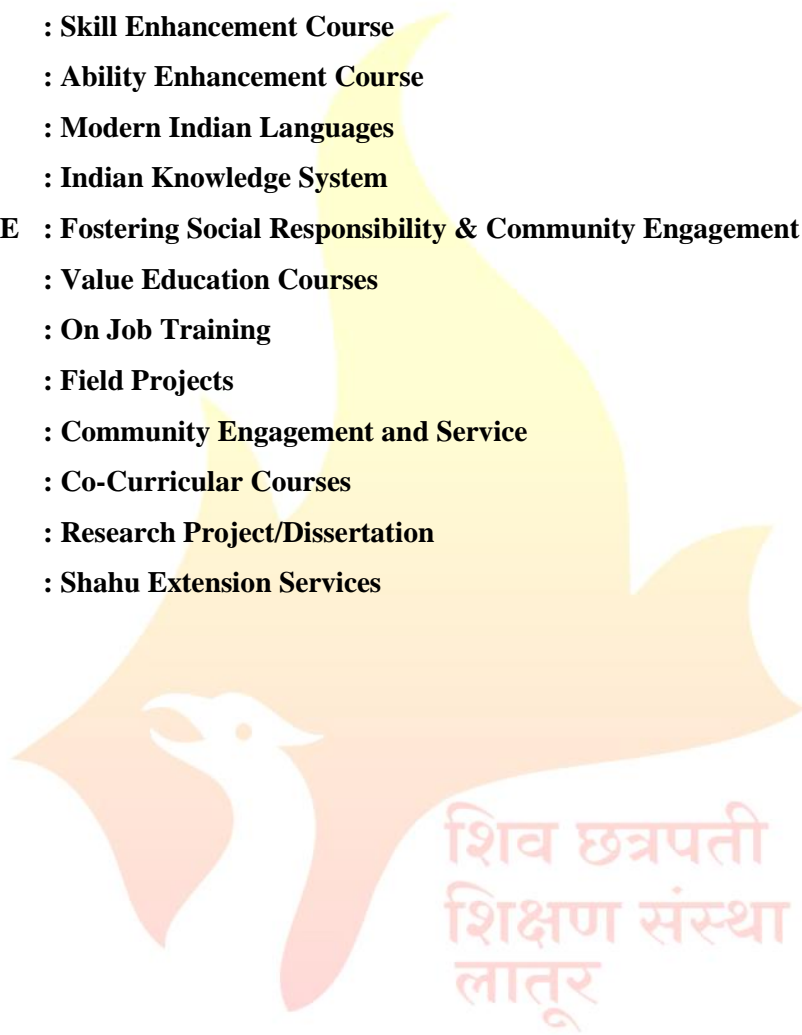 : Skill Enhancement Course
: Ability Enhancement Course
: Modern Indian Languages
: Indian Knowledge System
E : Fostering Social Responsibility & Community Engagement
: Value Education Courses
: On Job Training
: Field Projects
: Community Engagement and Service
: Co-Curricular Courses
: Research Project/Dissertation
: Shahu Extension Services
शिव छत्रपती
शिक्षण संस्था
लातूर